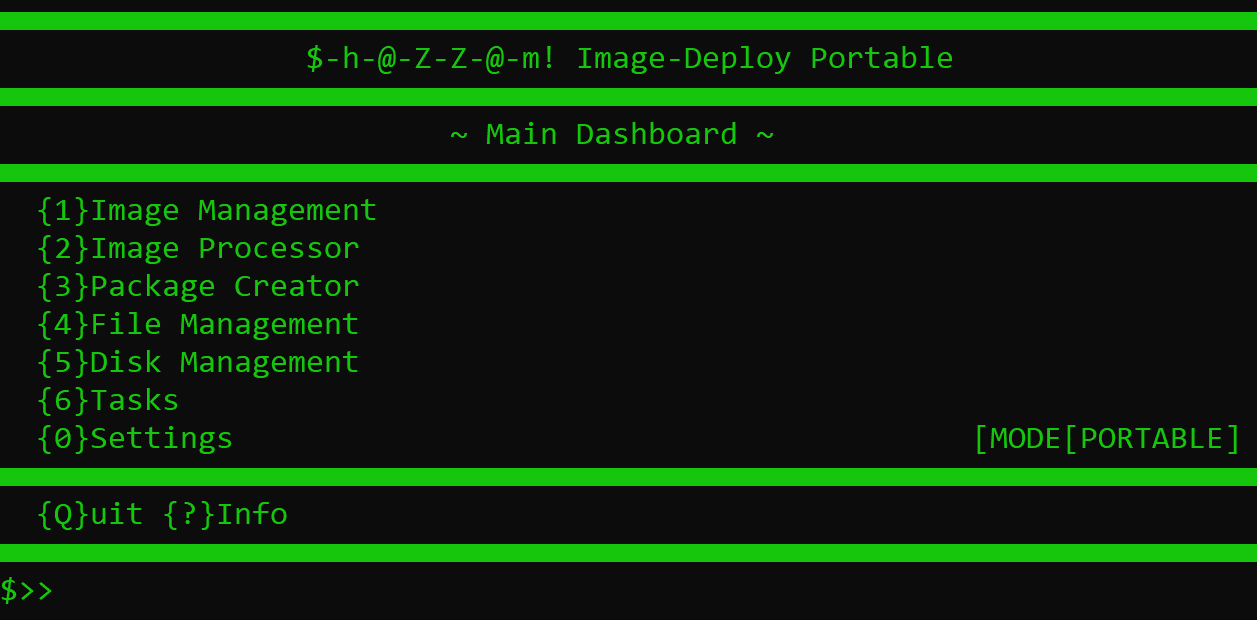 $-h-@-Z-Z-@-m! Image-Deploy Portable
~ Main Dashboard ~
{1}Image Management
{2}Image Processor
{3}Package Creator
{4}File Management
{5}Disk Management
{6}Tasks
{0}Settings [MODE[PORTABLE]
{Q}uit {?}Info
$>>